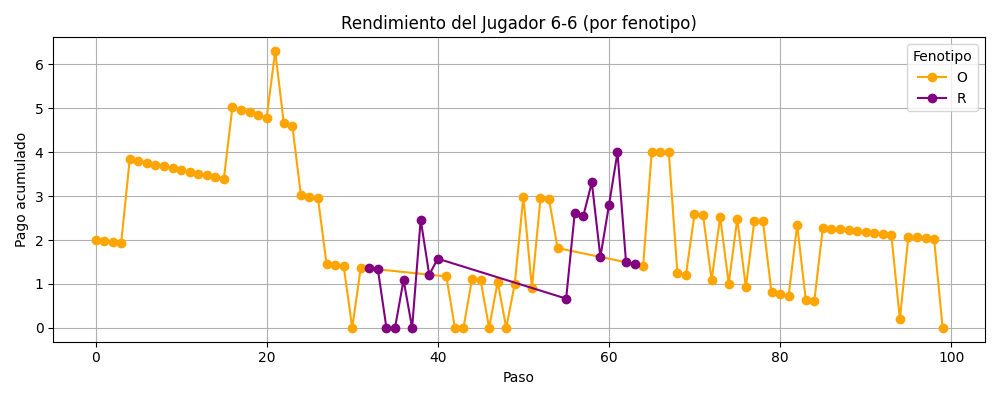 Rendimiento del Jugador 6-6 (por fenotipo)
Pago acumulado
6
5
4
3
2
1
0
0 20 40 60 80 100
Paso
Fenotipo
O
R